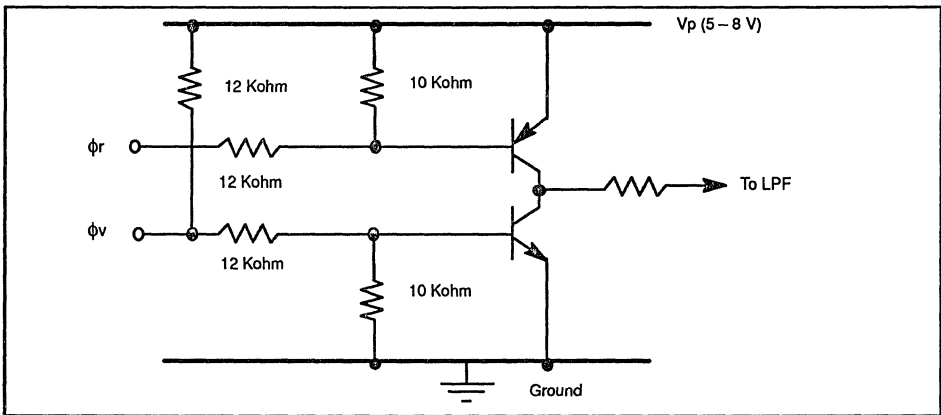 Vp (5 – 8 V)
12 Kohm
10 Kohm
ϕr
12 Kohm
To LPF
ϕv
12 Kohm
10 Kohm
Ground